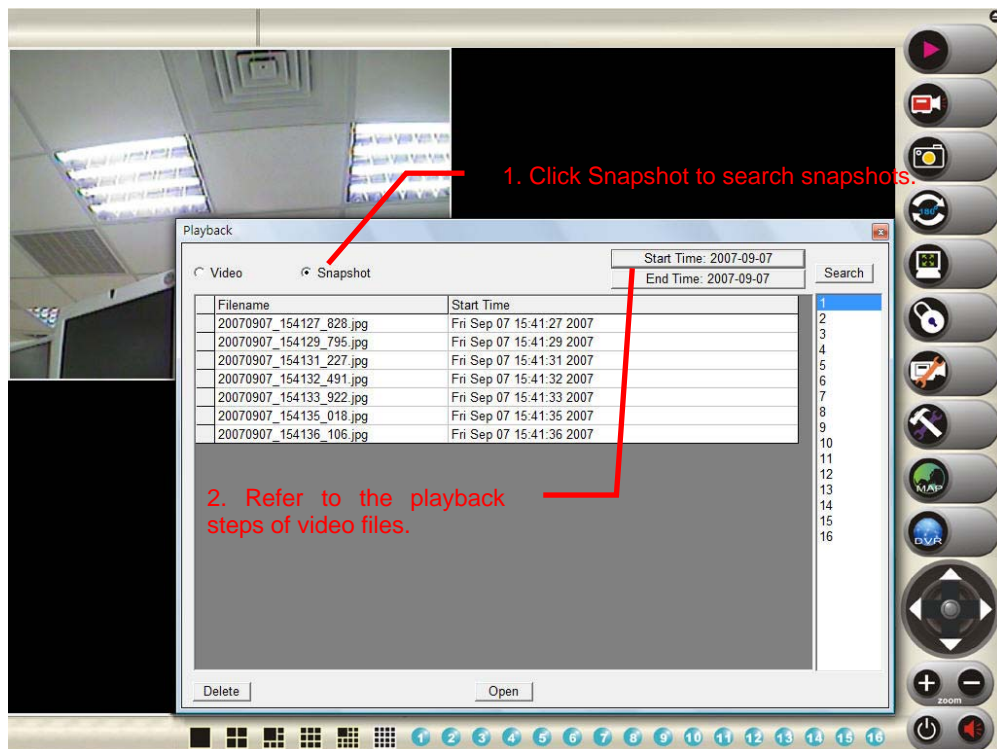 1. Click Snapshot to search snapshots.
180°
Playback
Video
Snapshot
Start Time: 2007-09-07
End Time: 2007-09-07
Search
Filename Start Time
20070907_154127_828.jpg Fri Sep 07 15:41:27 2007
20070907_154129_795.jpg Fri Sep 07 15:41:29 2007
20070907_154131_227.jpg Fri Sep 07 15:41:31 2007
20070907_154132_491.jpg Fri Sep 07 15:41:32 2007
20070907_154133_922.jpg Fri Sep 07 15:41:33 2007
20070907_154135_018.jpg Fri Sep 07 15:41:35 2007
20070907_154136_106.jpg Fri Sep 07 15:41:36 2007
1
2
3
4
5
6
7
8
9
10
11
12
13
14
15
16
2. Refer to the playback
steps of video files.
MAP
DVR
Delete
Open
zoom
1 2 3 4 5 6 7 8 9 10 11 12 13 14 15 16